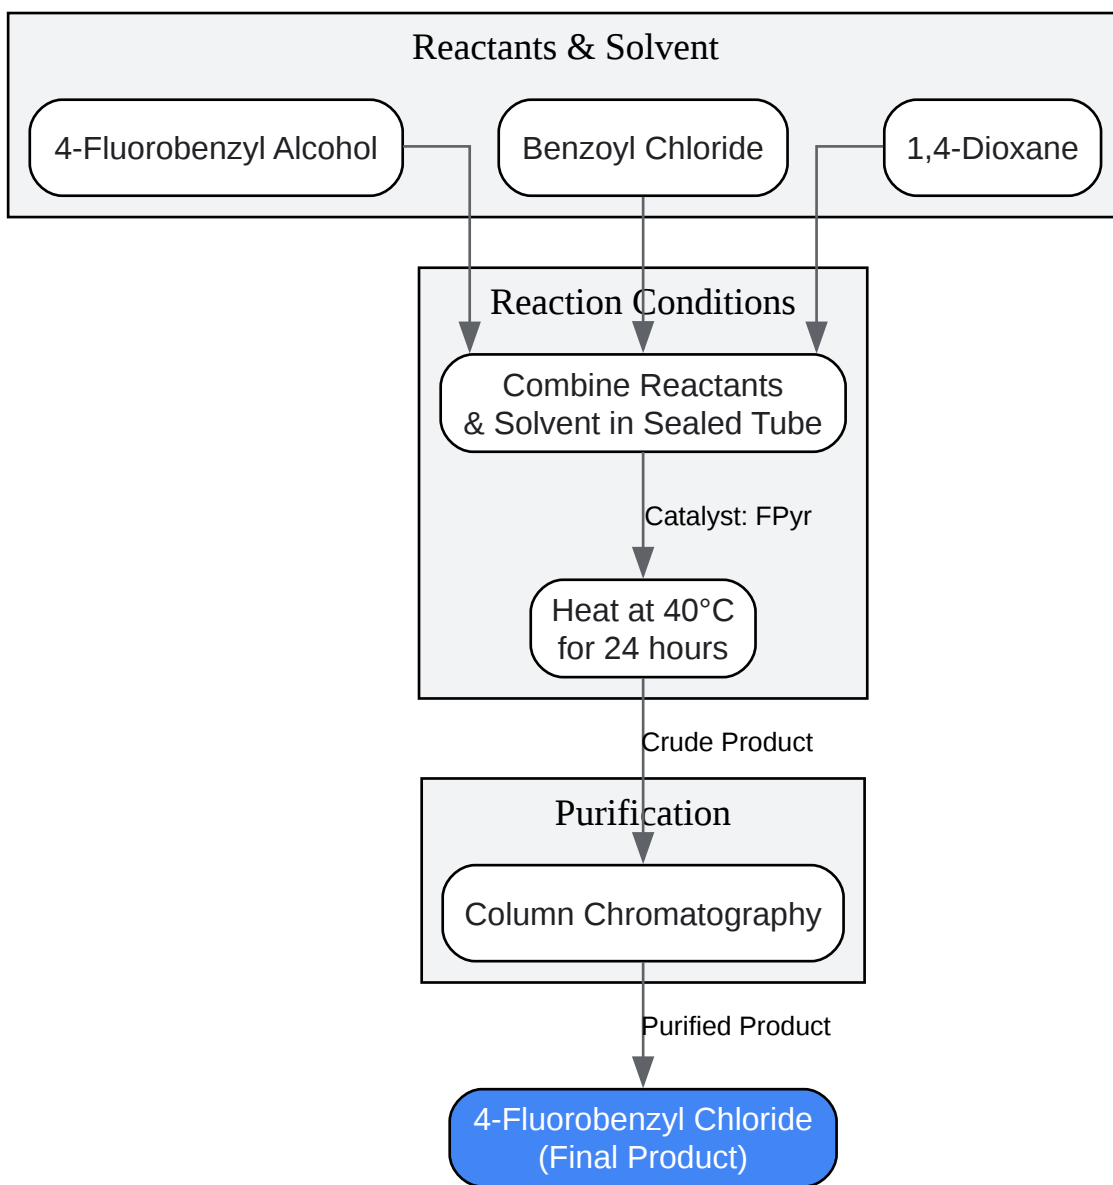 Reactants & Solvent
4-Fluorobenzyl Alcohol
Benzoyl Chloride
1,4-Dioxane
Reaction Conditions
Combine Reactants
& Solvent in Sealed Tube
Catalyst: FPyr
Heat at 40°C
for 24 hours
Crude Product
Purification
Column Chromatography
Purified Product
4-Fluorobenzyl Chloride
(Final Product)